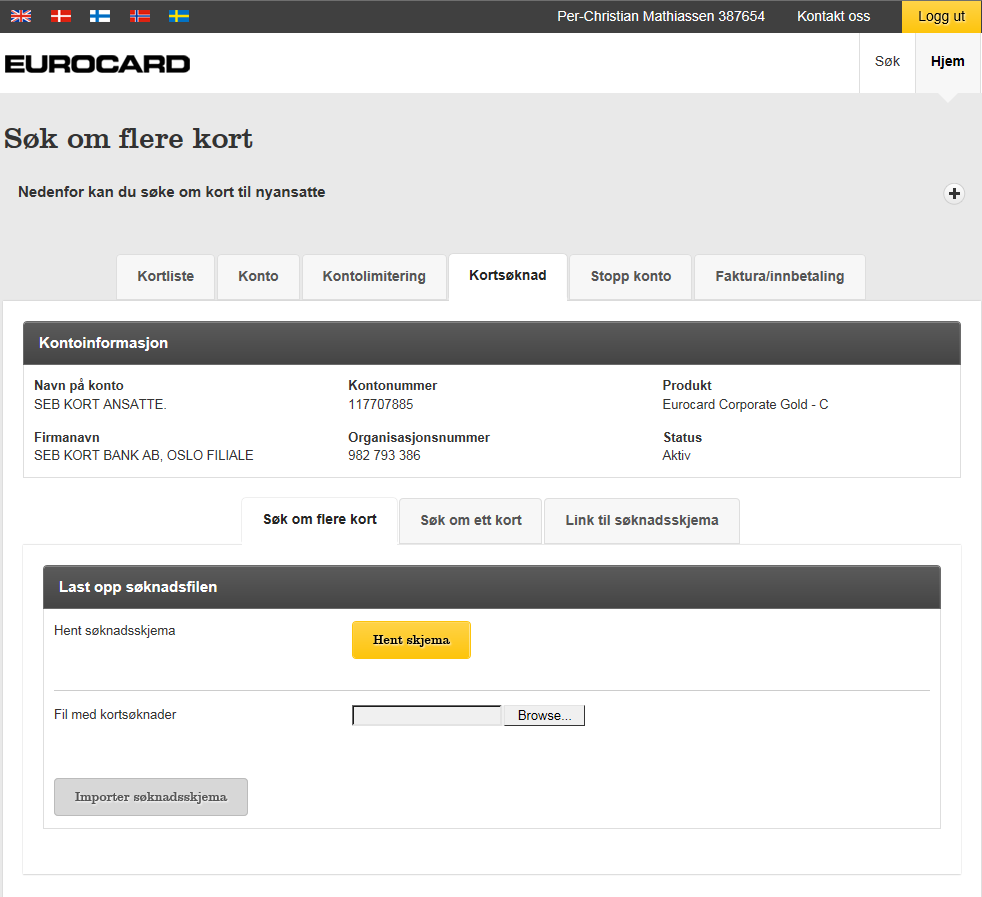 Per-Christian Mathiassen 387654 Kontakt oss Logg ut
EUROCARD Søk Hjem
Søk om flere kort
Nedenfor kan du søke om kort til nyansatte
Kortliste Konto Kontolimitering Kortsøknad Stopp konto Faktura/innbetaling
Kontoinformasjon
Navn på konto Kontonummer Produkt
SEB KORT ANSATTE. 117707885 Eurocard Corporate Gold - C
Firmanavn Organisasjonsnummer Status
SEB KORT BANK AB, OSLO FILIALE 982 793 386 Aktiv
Søk om flere kort Søk om ett kort Link til søknadsskjema
Last opp søknadsfilen
Hent søknadsskjema Hent skjema
Fil med kortsøknader Browse...
Importer søknadsskjema